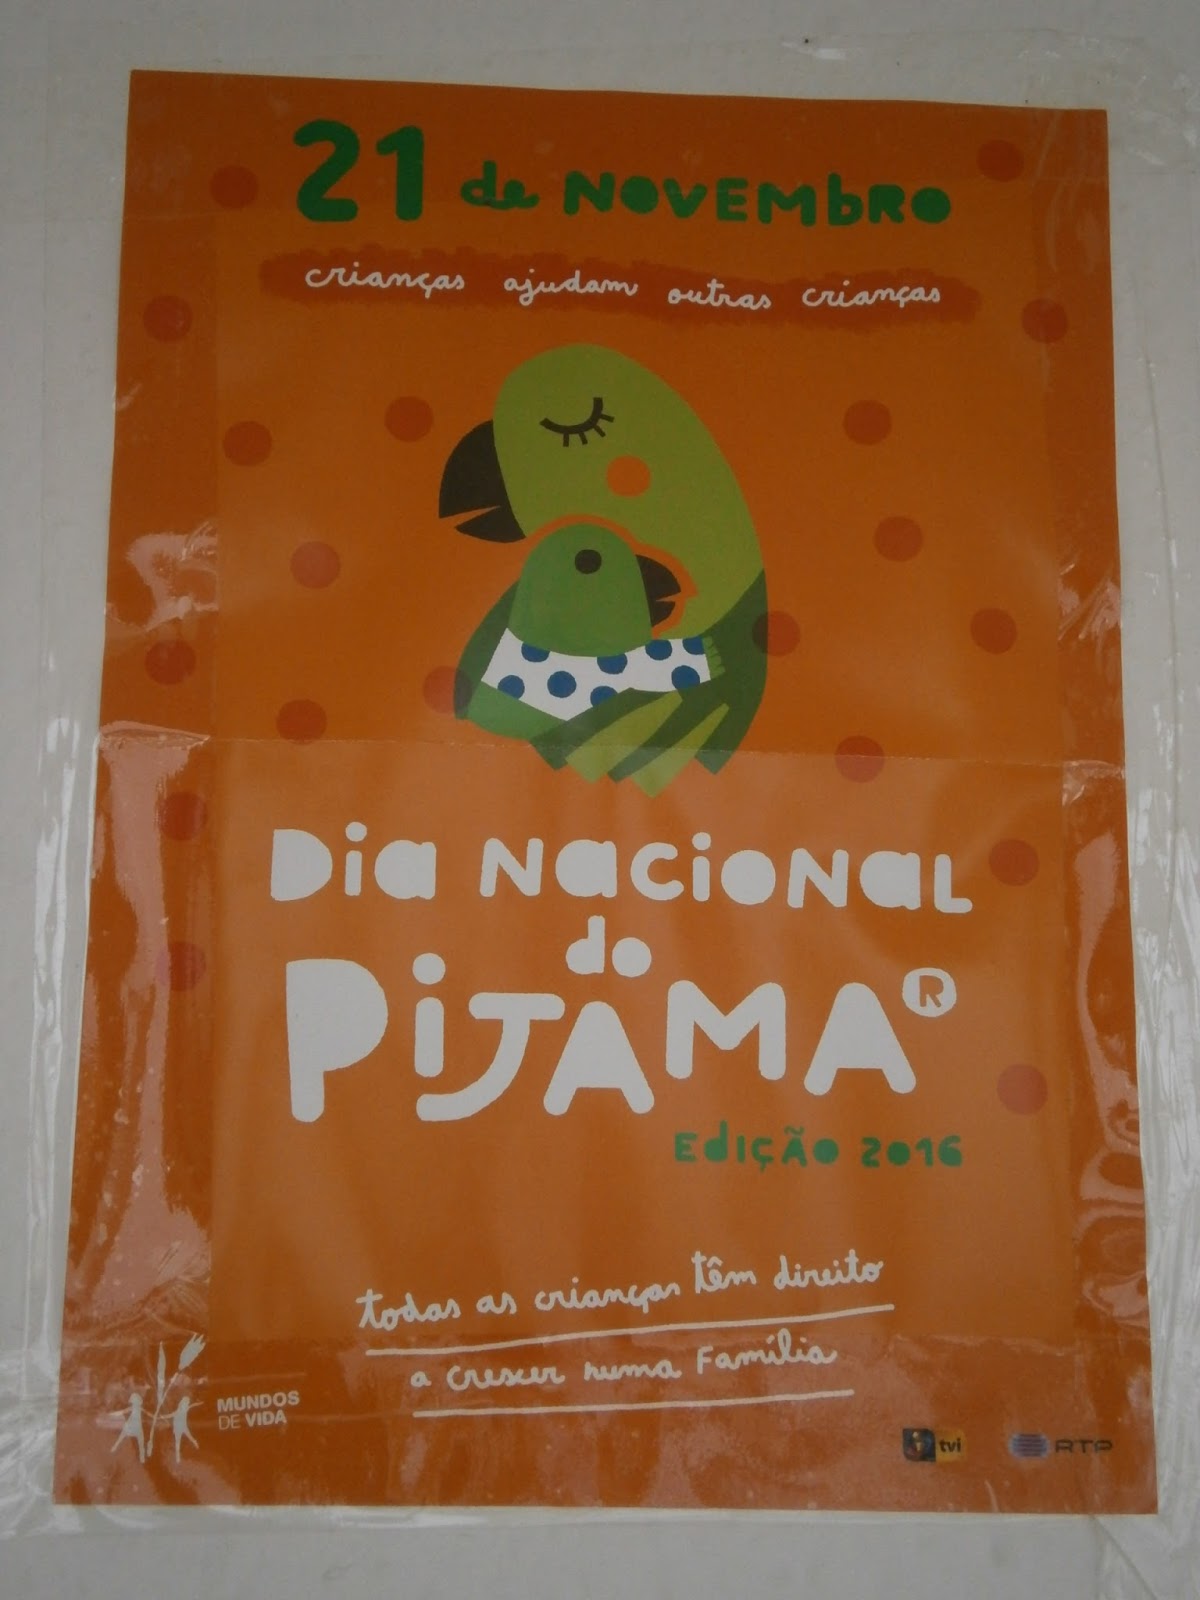 21 de NOVEMBRO
crianças ajudam outras crianças
Dia Nacional
do
PIJAMA®
EDIÇÃO 2016
todas as crianças têm direito
a crescer numa família
MUNDOS
DE VIDA
tvi
RTP